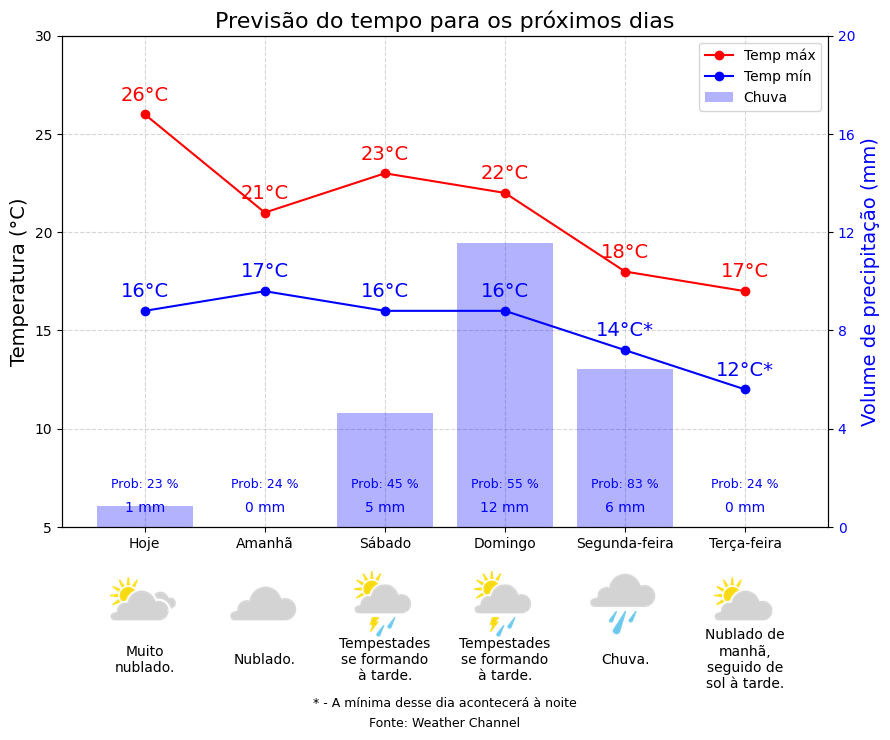 Previsão do tempo para os próximos dias
Temperatura (°C)
Volume de precipitação (mm)
30
25
20
15
10
5
20
16
12
8
4
0
Temp máx
Temp mín
Chuva
26°C
21°C
23°C
22°C
18°C
17°C
16°C
17°C
16°C
16°C
14°C*
12°C*
Prob: 23 %
Prob: 24 %
Prob: 45 %
Prob: 55 %
Prob: 83 %
Prob: 24 %
1 mm
0 mm
5 mm
12 mm
6 mm
0 mm
Hoje
Amanhã
Sábado
Domingo
Segunda-feira
Terça-feira
Muito
nublado.
Nublado.
Tempestades
se formando
à tarde.
Tempestades
se formando
à tarde.
Chuva.
Nublado de
manhã,
seguido de
sol à tarde.
* - A mínima desse dia acontecerá à noite
Fonte: Weather Channel